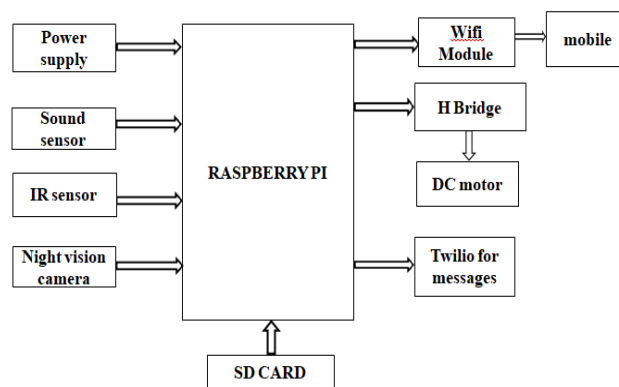 Power
supply
Sound
sensor
IR sensor
Night vision
camera
RASPBERRY PI
SD CARD
Wifi
Module
mobile
H Bridge
DC motor
Twilio for
messages